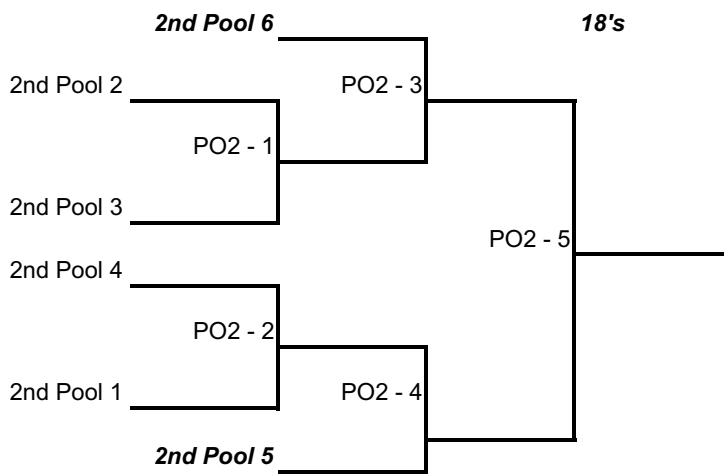 2nd Pool 6
18's
2nd Pool 2
PO2 - 3
PO2 - 1
2nd Pool 3
PO2 - 5
2nd Pool 4
PO2 - 2
2nd Pool 1
PO2 - 4
2nd Pool 5